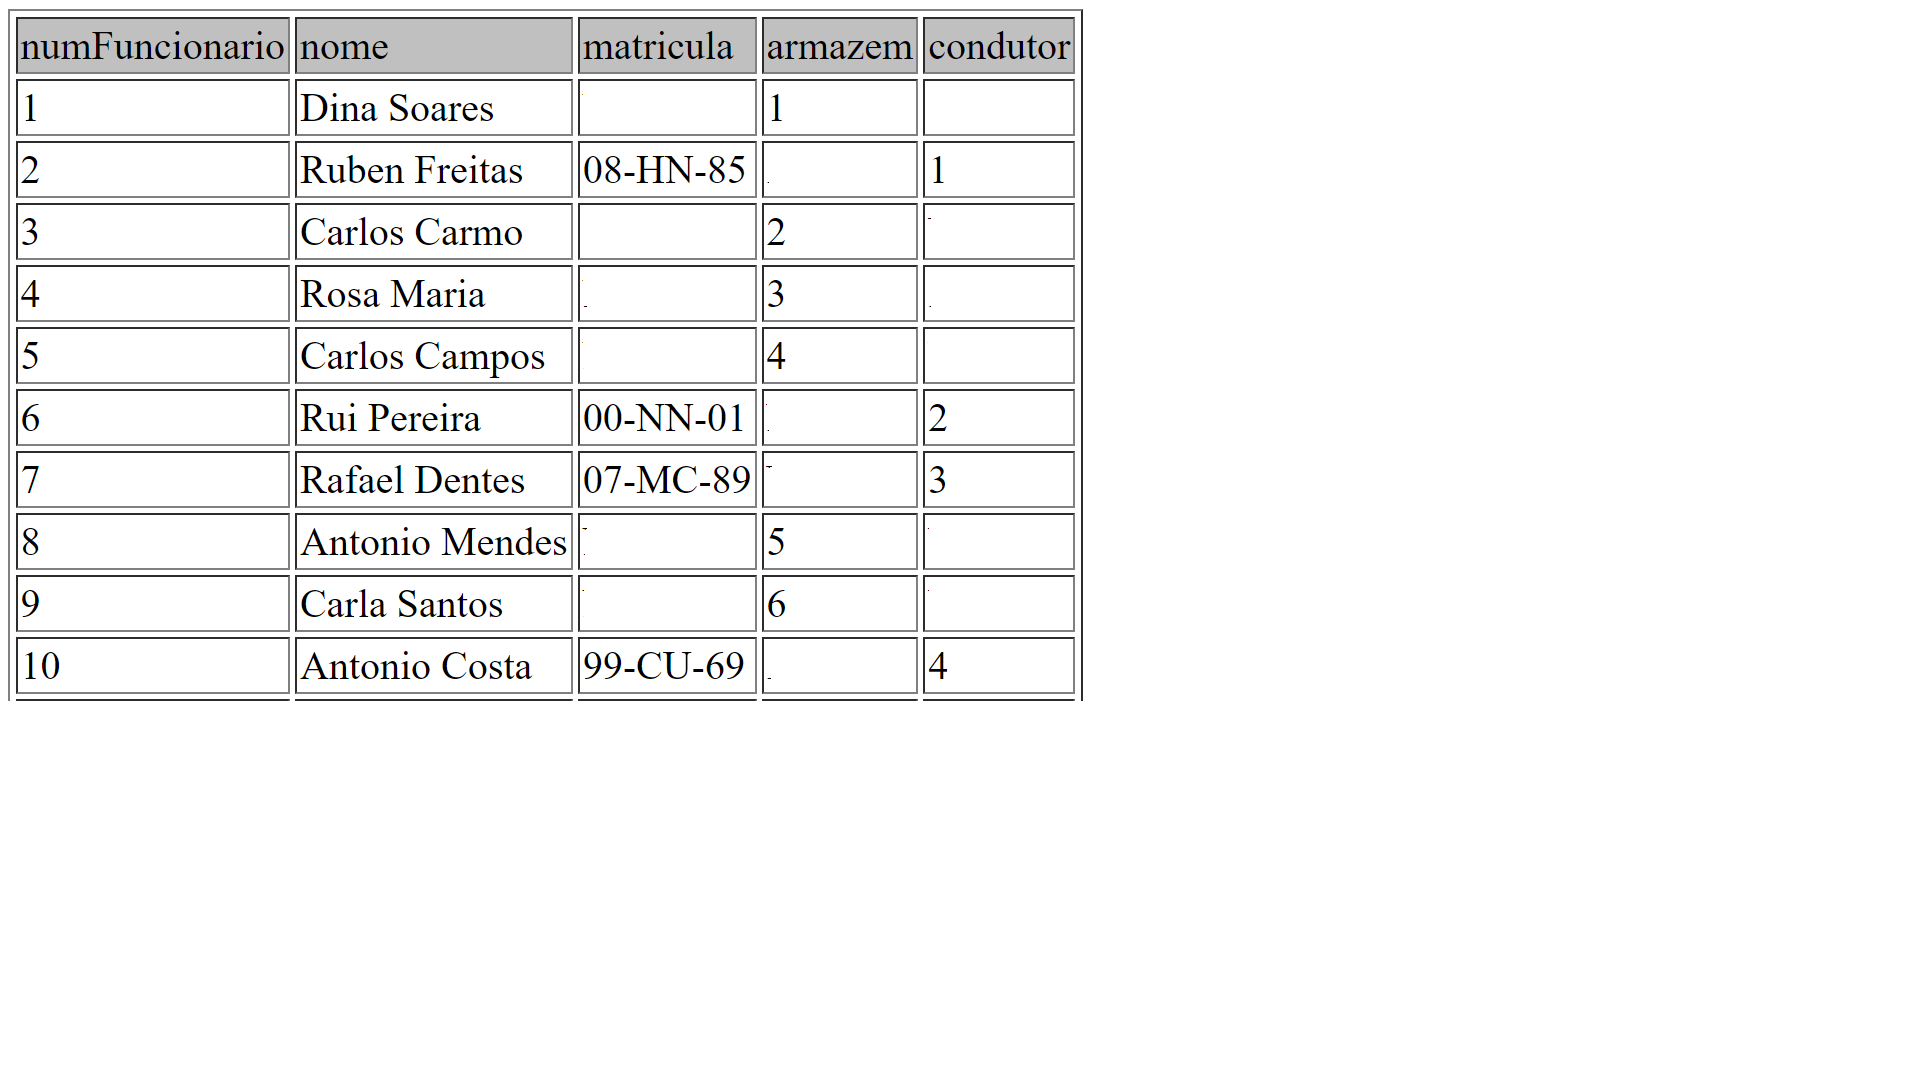 numFuncionario nome matricula armazem condutor
1 Dina Soares 1
2 Ruben Freitas 08-HN-85 1
3 Carlos Carmo 2
4 Rosa Maria 3
5 Carlos Campos 4
6 Rui Pereira 00-NN-01 2
7 Rafael Dentes 07-MC-89 3
8 Antonio Mendes 5
9 Carla Santos 6
10 Antonio Costa 99-CU-69 4